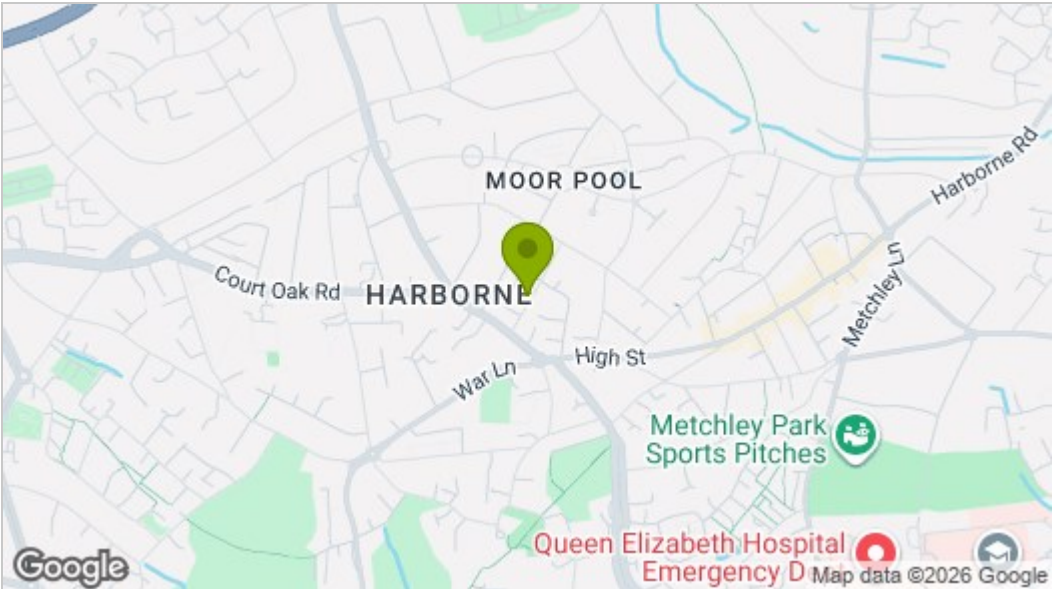 MOOR POOL
Harborne Rd
Court Oak Rd
HARBORNE
Metchley Ln
High St
War Ln
Metchley Park
Sports Pitches
Queen Elizabeth Hospital
Emergency D
Google
Map data ©2026 Google